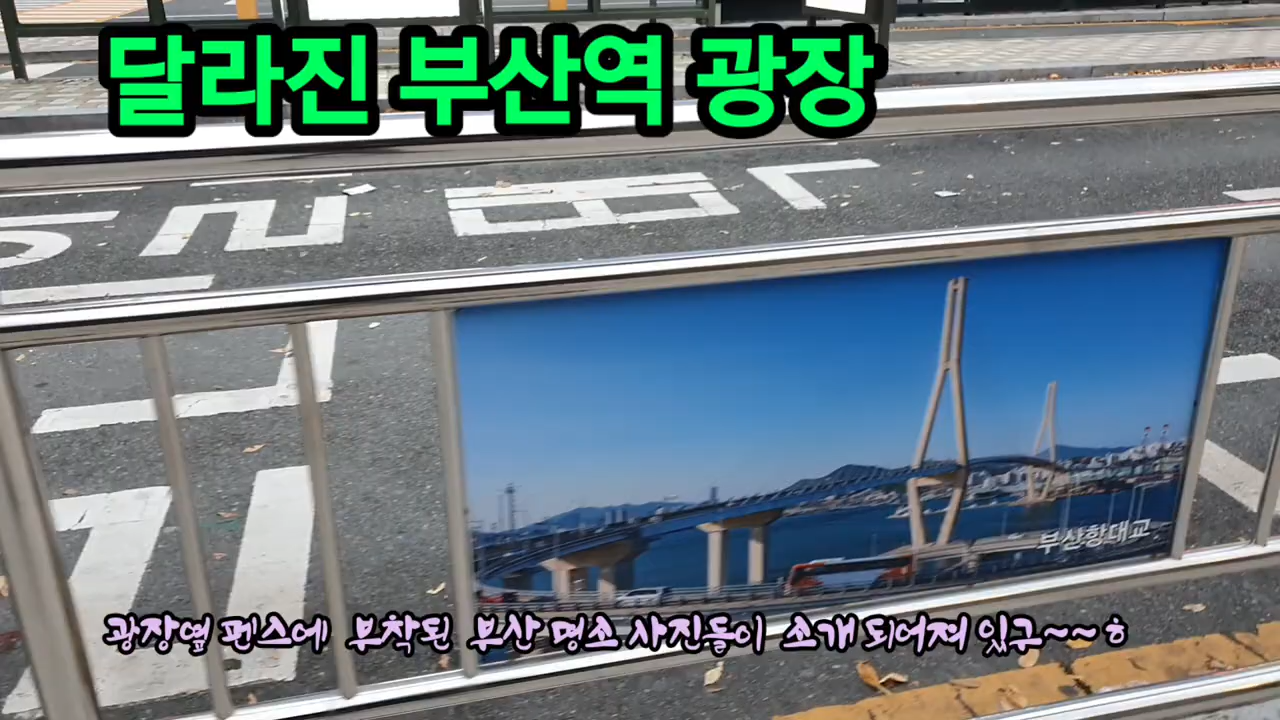 달라진 부산역 광장
부산항대교
광장옆 펜스에 부착된 부산 명소 사진들이 소개 되어져 있구~~ㅎ